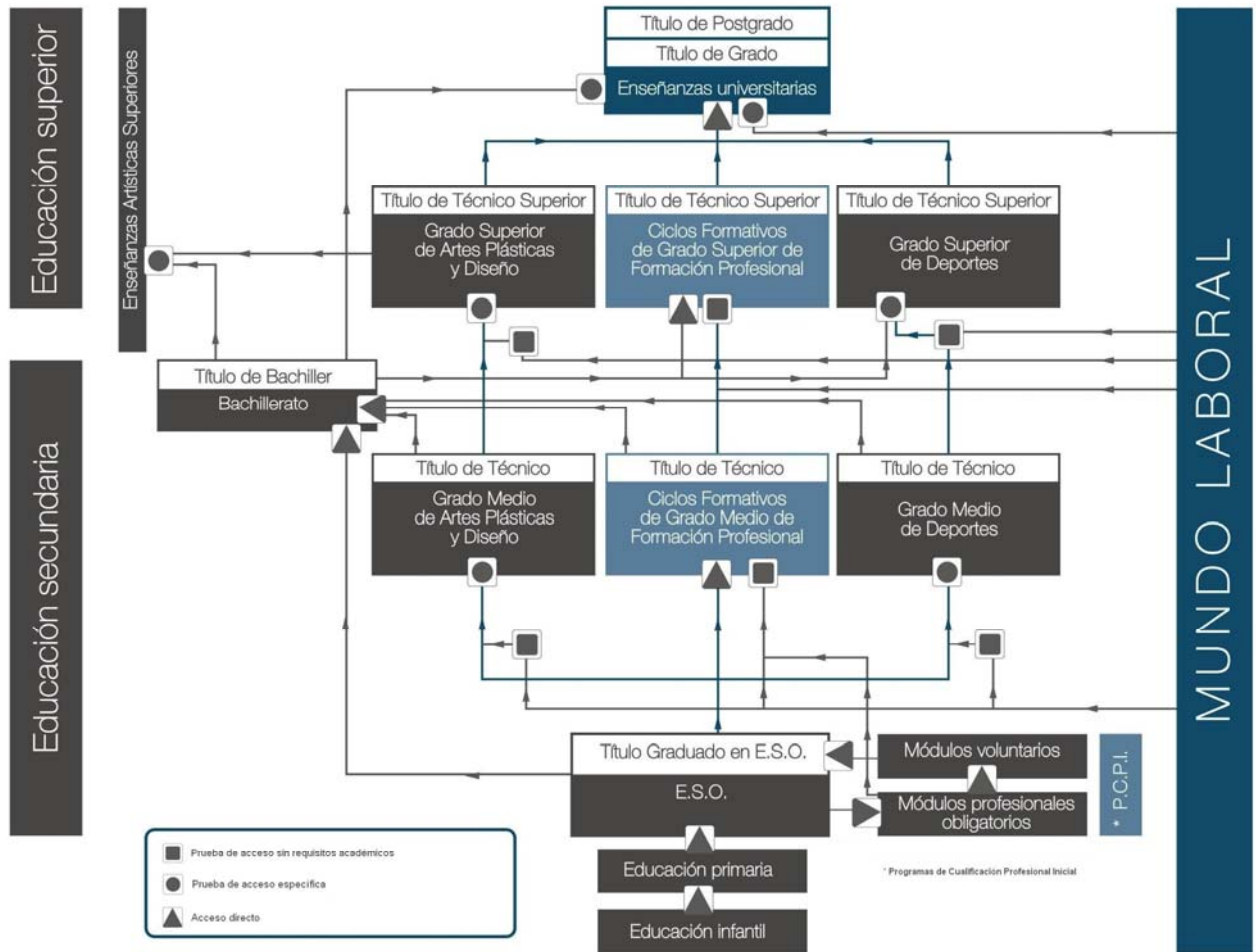 Educación superior
Enseñanzas Artísticas Superiores
Título de Postgrado
Título de Grado
Enseñanzas universitarias
Título de Técnico Superior
Grado Superior
de Artes Plásticas
y Diseño
Título de Técnico Superior
Ciclos Formativos
de Grado Superior de
Formación Profesional
Título de Técnico Superior
Grado Superior
de Deportes
MUNDO LABORAL
Educación secundaria
Título de Bachiller
Bachillerato
Título de Técnico
Grado Medio
de Artes Plásticas
y Diseño
Título de Técnico
Ciclos Formativos
de Grado Medio de
Formación Profesional
Título de Técnico
Grado Medio
de Deportes
Título Graduado en E.S.O.
E.S.O.
Módulos voluntarios
Módulos profesionales
obligatorios
* P.C.P.I.
Educación primaria
Educación infantil
* Programas de Cualificación Profesional Inicial
Prueba de acceso sin requisitos académicos
Prueba de acceso específica
Acceso directo